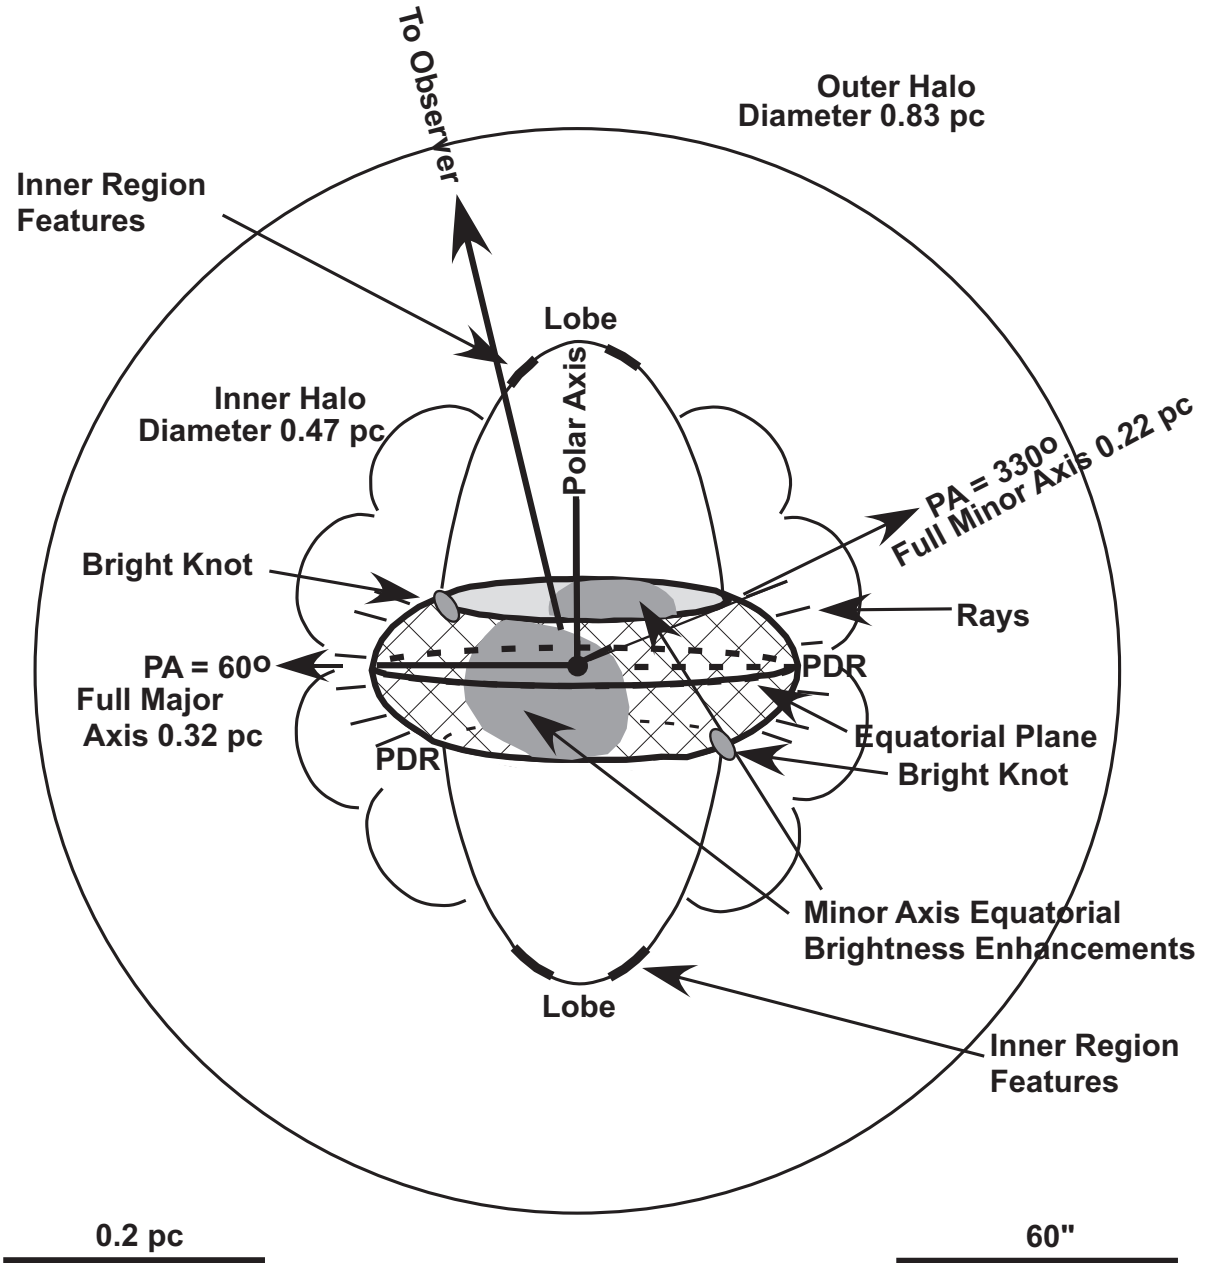 To Observer
Outer Halo
Diameter 0.83 pc
Inner Region
Features
Lobe
Polar Axis
Inner Halo
Diameter 0.47 pc
PA = 330o
Full Minor Axis 0.22 pc
Bright Knot
Rays
PA = 60o
Full Major
Axis 0.32 pc
PDR
Equatorial Plane
PDR
Bright Knot
Minor Axis Equatorial
Brightness Enhancements
Lobe
Inner Region
Features
0.2 pc
60"